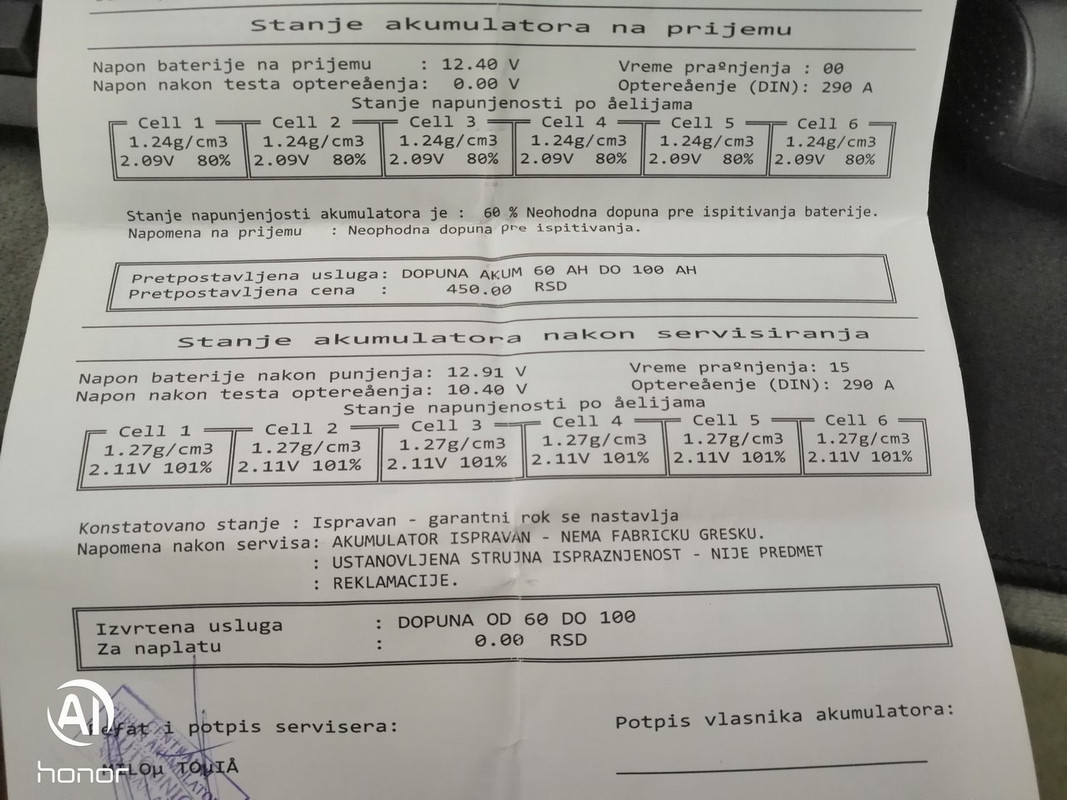 Stanje akumulatora na prijemu
Napon baterije na prijemu : 12.40 V
Vreme praºnjenja : 00
Napon nakon testa optereåenja: 0.00 V
Optereåenje (DIN): 290 A
Stanje napunjenosti po åelijama
Cell 1 Cell 2 Cell 3 Cell 4 Cell 5 Cell 6
1.24g/cm3 1.24g/cm3 1.24g/cm3 1.24g/cm3 1.24g/cm3 1.24g/cm3
2.09V 80% 2.09V 80% 2.09V 80% 2.09V 80% 2.09V 80% 2.09V 80%
Stanje napunjenjosti akumulatora je : 60 % Neohodna dopuna pre ispitivanja baterije.
Napomena na prijemu : Neophodna dopuna pre ispitivanja.
Pretpostavljena usluga: DOPUNA AKUM 60 AH DO 100 AH
Pretpostavljena cena : 450.00 RSD
Stanje akumulatora nakon servisiranja
Napon baterije nakon punjenja: 12.91 V
Vreme praºnjenja: 15
Napon nakon testa optereåenja: 10.40 V
Optereåenje (DIN): 290 A
Stanje napunjenosti po åelijama
Cell 1 Cell 2 Cell 3 Cell 4 Cell 5 Cell 6
1.27g/cm3 1.27g/cm3 1.27g/cm3 1.27g/cm3 1.27g/cm3 1.27g/cm3
2.11V 101% 2.11V 101% 2.11V 101% 2.11V 101% 2.11V 101% 2.11V 101%
Konstatovano stanje : Ispravan - garantni rok se nastavlja
Napomena nakon servisa: AKUMULATOR ISPRAVAN - NEMA FABRICKU GRESKU.
: USTANOVLJENA STRUJNA ISPRAZNJENOST - NIJE PREDMET
: REKLAMACIJE.
Izvrτena usluga : DOPUNA OD 60 DO 100
Za naplatu : 0.00 RSD
i potpis servisera:
Potpis vlasnika akumulatora:
TOµIÅ
AI
honor